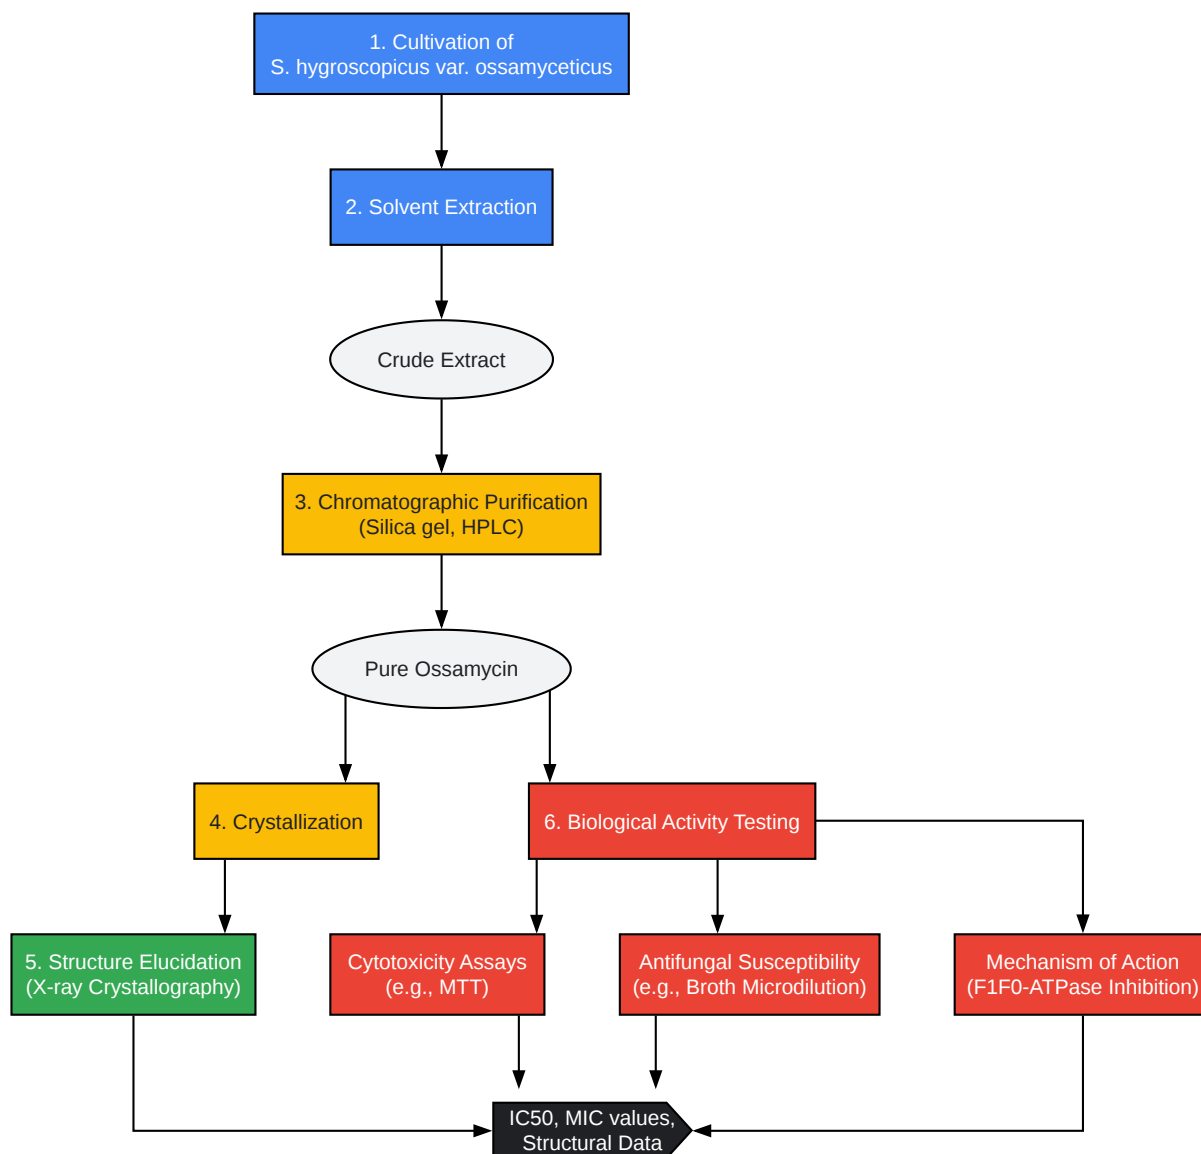 1. Cultivation of
S. hygroscopicus var. ossamyceticus
2. Solvent Extraction
Crude Extract
3. Chromatographic Purification
(Silica gel, HPLC)
Pure Ossamycin
4. Crystallization
6. Biological Activity Testing
5. Structure Elucidation
(X-ray Crystallography)
Cytotoxicity Assays
(e.g., MTT)
Antifungal Susceptibility
(e.g., Broth Microdilution)
Mechanism of Action
(F1F0-ATPase Inhibition)
IC50, MIC values,
Structural Data